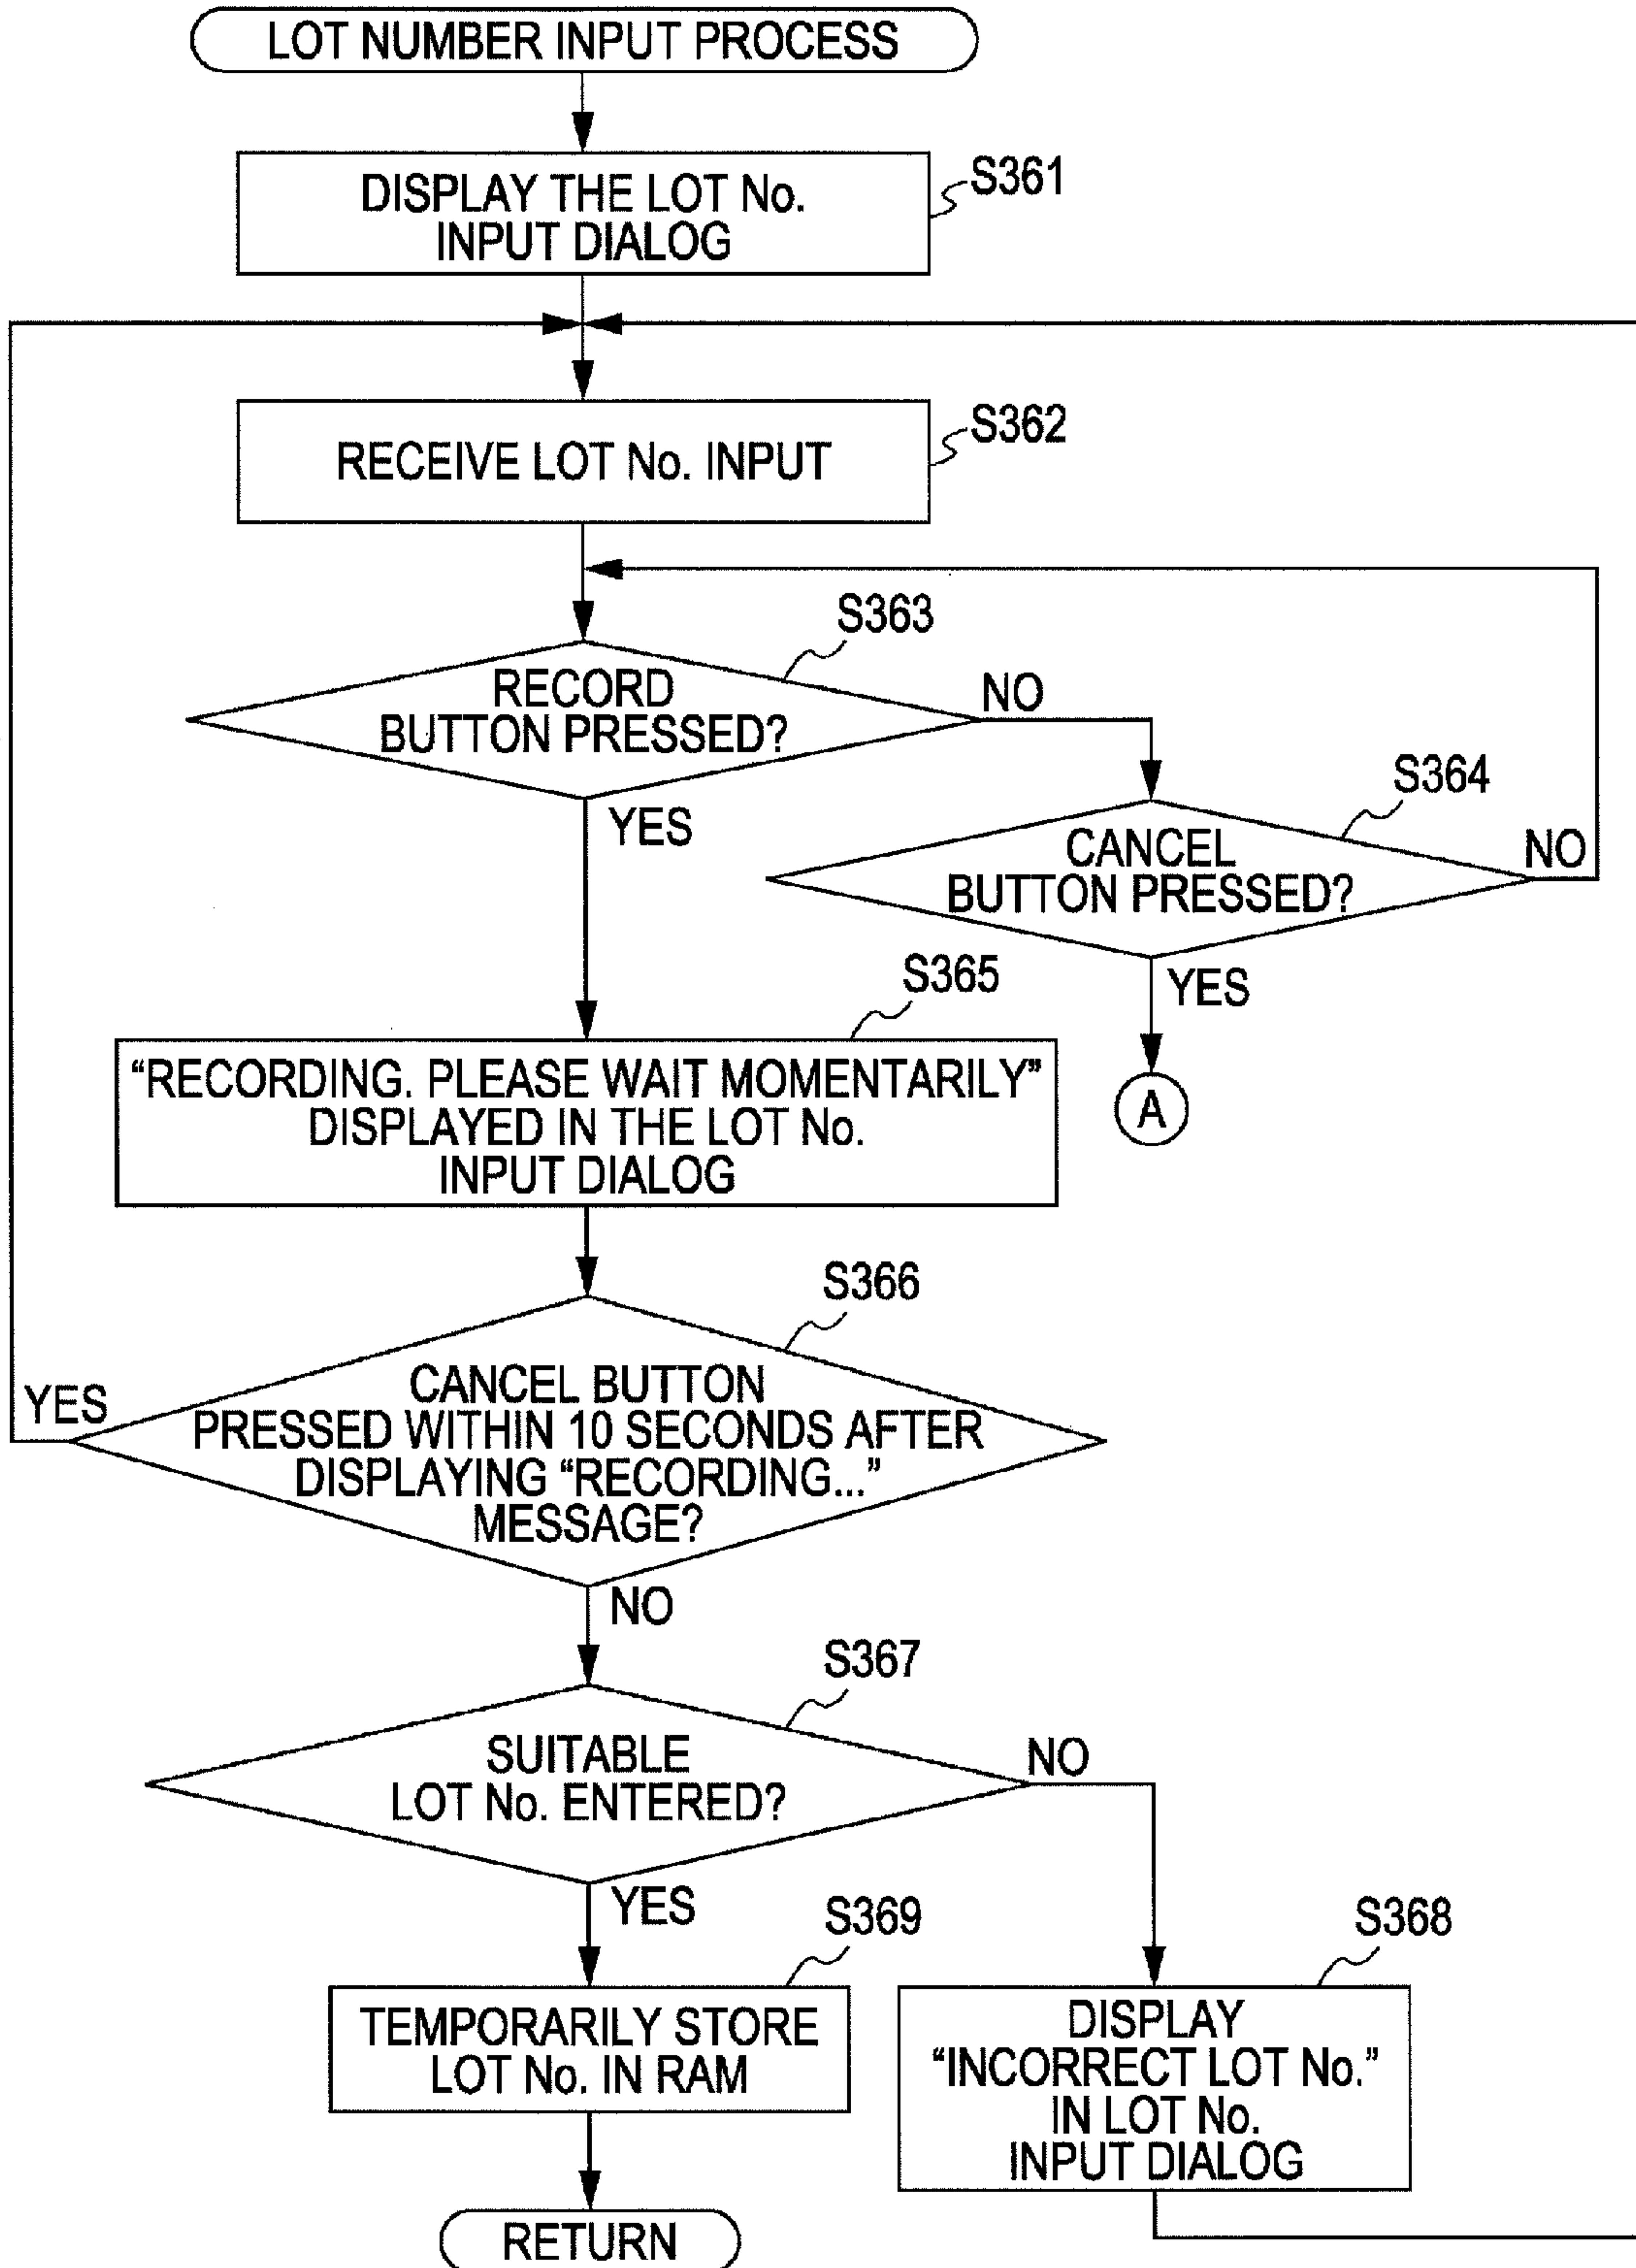 LOT NUMBER INPUT PROCESS
DISPLAY THE LOT No.
INPUT DIALOG
S361
RECEIVE LOT No. INPUT
S362
S363
RECORD
BUTTON PRESSED?
NO
YES
S364
CANCEL
BUTTON PRESSED?
NO
YES
A
S365
“RECORDING. PLEASE WAIT MOMENTARILY”
DISPLAYED IN THE LOT No.
INPUT DIALOG
S366
YES
CANCEL BUTTON
PRESSED WITHIN 10 SECONDS AFTER
DISPLAYING “RECORDING...”
MESSAGE?
NO
S367
SUITABLE
LOT No. ENTERED?
NO
YES
S369
TEMPORARILY STORE
LOT No. IN RAM
S368
DISPLAY
“INCORRECT LOT No.”
IN LOT No.
INPUT DIALOG
RETURN